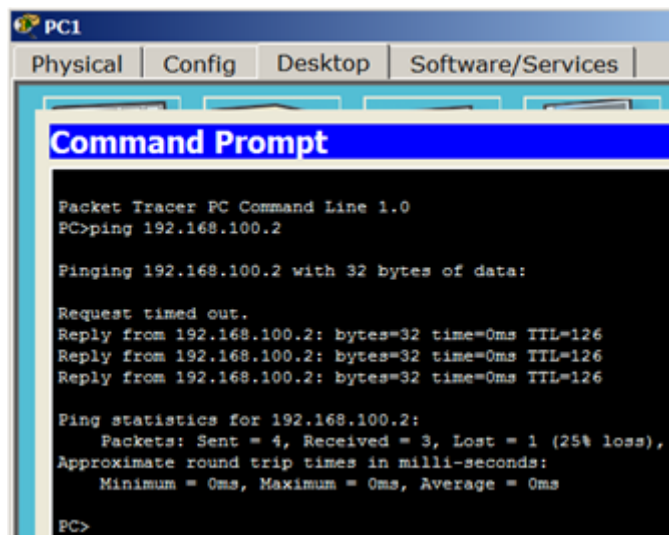 PC1
Physical Config Desktop Software/Services
Command Prompt
Packet Tracer PC Command Line 1.0
PC>ping 192.168.100.2
Pinging 192.168.100.2 with 32 bytes of data:
Request timed out.
Reply from 192.168.100.2: bytes=32 time=0ms TTL=126
Reply from 192.168.100.2: bytes=32 time=0ms TTL=126
Reply from 192.168.100.2: bytes=32 time=0ms TTL=126
Ping statistics for 192.168.100.2:
Packets: Sent = 4, Received = 3, Lost = 1 (25% loss),
Approximate round trip times in milli-seconds:
Minimum = 0ms, Maximum = 0ms, Average = 0ms
PC>